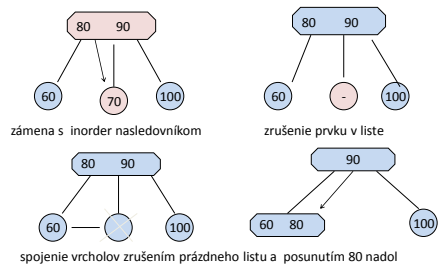 80 90
60 70 100
zámena s inorder nasledovníkom
80 90
60 - 100
zrušenie prvku v liste
80 90
60 100
90
60 80 100
spojenie vrcholov zrušením prázdneho listu a posunutím 80 nadol